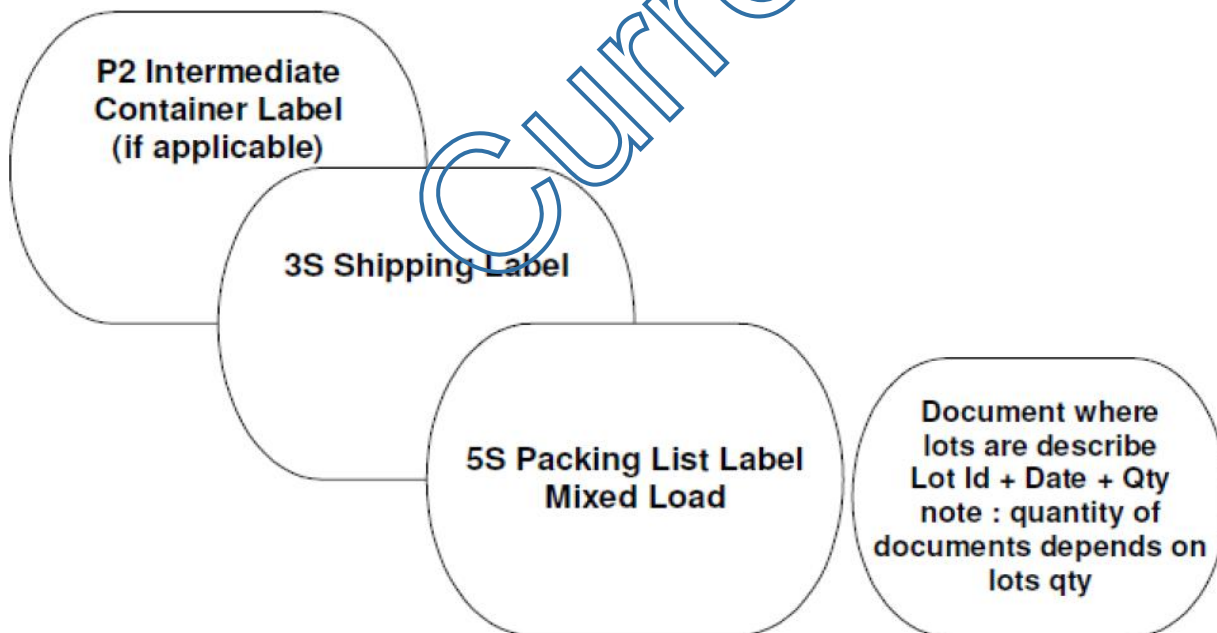 P2 Intermediate
Container Label
(if applicable)
3S Shipping Label
5S Packing List Label
Mixed Load
Document where
lots are describe
Lot Id + Date + Qty
note : quantity of
documents depends on
lots qty